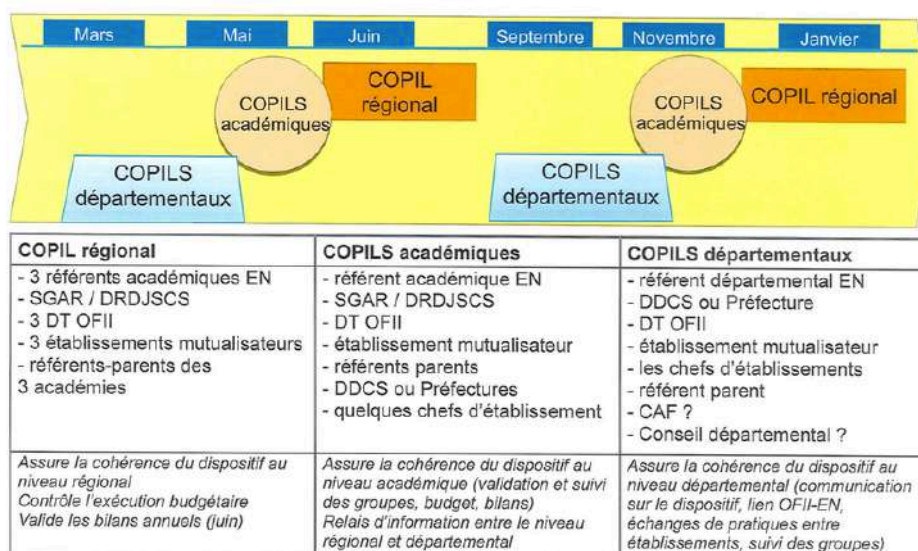 Mars Mai Juin Septembre Novembre Janvier
COPILS
académiques
COPIL
régional
COPILS
académiques
COPIL régional
COPILS
départementaux
COPILS
départementaux
COPIL régional
- 3 référents académiques EN
- SGAR / DRDJSCS
- 3 DT OFII
- 3 établissements mutualisateurs
- référents-parents des
3 académies
Assure la cohérence du dispositif au
niveau régional
Contrôle l'exécution budgétaire
Valide les bilans annuels (juin)
COPILS académiques
- référent académique EN
- SGAR / DRDJSCS
- DT OFII
- établissement mutualisateur
- référents parents
- DDCS ou Préfectures
- quelques chefs d'établissement
Assure la cohérence du dispositif au
niveau académique (validation et suivi
des groupes, budget, bilans)
Relais d'information entre le niveau
régional et départemental
COPILS départementaux
- référent départemental EN
- DDCS ou Préfecture
- DT OFII
- établissement mutualisateur
- les chefs d'établissements
- référent parent
- CAF ?
- Conseil départemental ?
Assure la cohérence du dispositif au
niveau départemental (communication
sur le dispositif, lien OFII-EN,
échanges de pratiques entre
établissements, suivi des groupes)